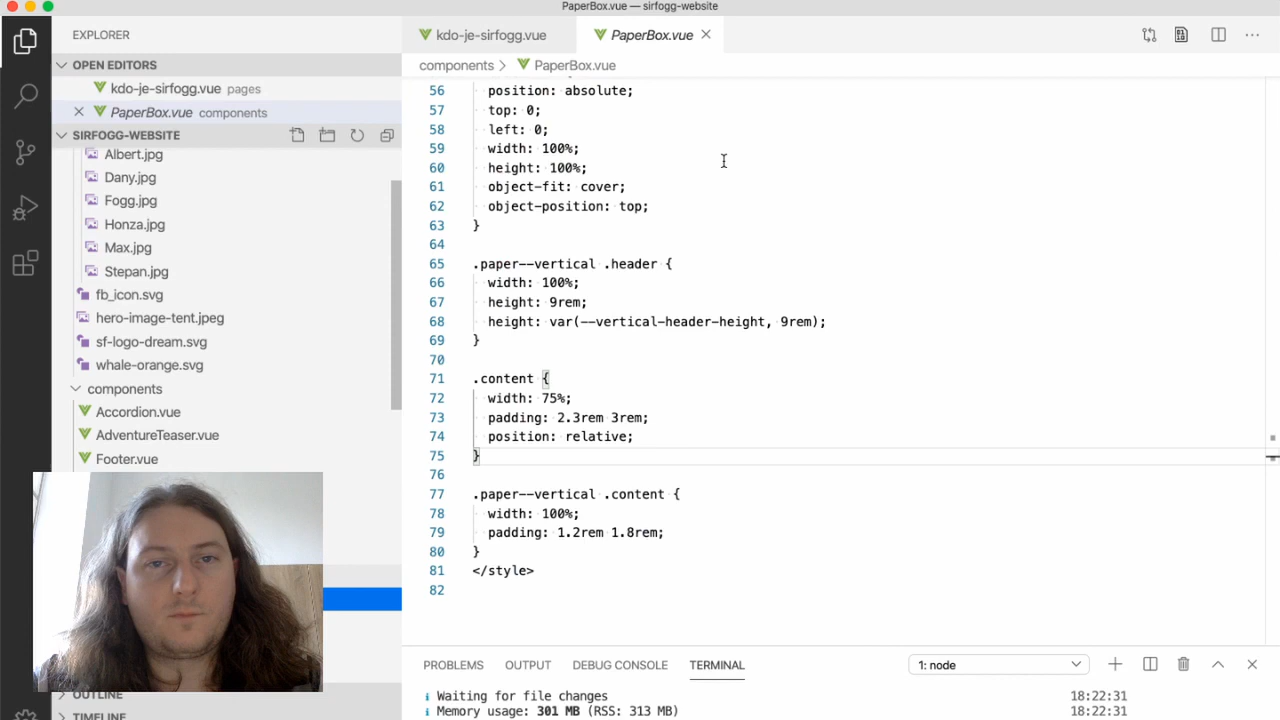 PaperBox.vue — sirfogg-website
EXPLORER
OPEN EDITORS
kdo-je-sirfogg.vue pages
PaperBox.vue components
SIRFOGG-WEBSITE
Albert.jpg
Dany.jpg
Fogg.jpg
Honza.jpg
Max.jpg
Stepan.jpg
fb_icon.svg
hero-image-tent.jpeg
sf-logo-dream.svg
whale-orange.svg
components
Accordion.vue
AdventureTeaser.vue
Footer.vue
OUTLINE
TIMELINE
kdo-je-sirfogg.vue
PaperBox.vue
components > PaperBox.vue
56 position: absolute;
57 top: 0;
58 left: 0;
59 width: 100%;
60 height: 100%;
61 object-fit: cover;
62 object-position: top;
63 }
64
65 .paper--vertical .header {
66 width: 100%;
67 height: 9rem;
68 height: var(--vertical-header-height, 9rem);
69 }
70
71 .content {
72 width: 75%;
73 padding: 2.3rem 3rem;
74 position: relative;
75 }
76
77 .paper--vertical .content {
78 width: 100%;
79 padding: 1.2rem 1.8rem;
80 }
81 </style>
82
PROBLEMS OUTPUT DEBUG CONSOLE TERMINAL 1: node
i Waiting for file changes 18:22:31
i Memory usage: 301 MB (RSS: 313 MB) 18:22:31